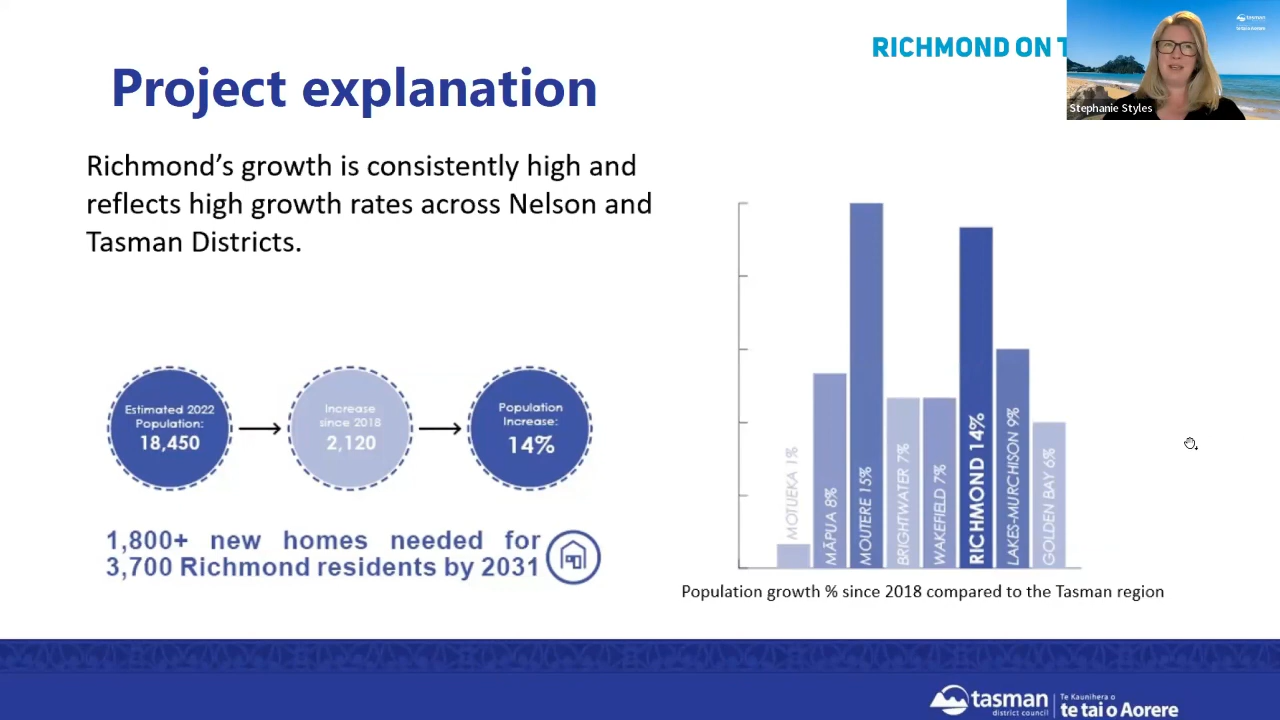 RICHMOND ON T
tasman
te tai o Aorere
Stephanie Styles
Project explanation
Richmond's growth is consistently high and
reflects high growth rates across Nelson and
Tasman Districts.
Estimated 2022
Population:
18,450
Increase
since 2018
2,120
Population
Increase:
14%
1,800+ new homes needed for
3,700 Richmond residents by 2031
MOTUEKA 1%
MĀPUA 8%
MOUTERE 15%
BRIGHTWATER 7%
WAKEFIELD 7%
RICHMOND 14%
LAKES-MURCHISON 9%
GOLDEN BAY 6%
Population growth % since 2018 compared to the Tasman region
tasman
district council
Te Kaunihera o
te tai o Aorere